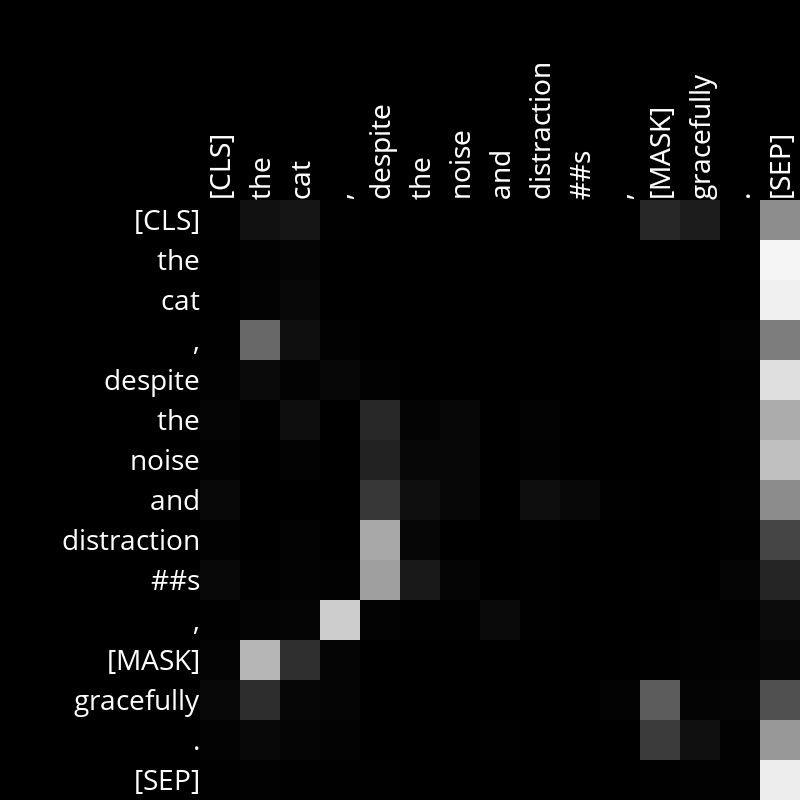 [CLS]
the
cat
,
despite
the
noise
and
distraction
##s
,
[MASK]
gracefully
.
[SEP]
[CLS]
the
cat
,
despite
the
noise
and
distraction
##s
,
[MASK]
gracefully
.
[SEP]